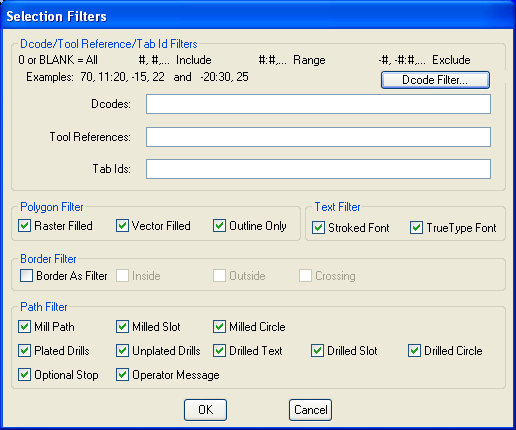 Selection Filters
Dcode/Tool Reference/Tab Id Filters
0 or BLANK = All #, #,... Include #:#,... Range -#, -#:#,... Exclude
Examples: 70, 11:20, -15, 22 and -20:30, 25
Dcode Filter...
Dcodes:
Tool References:
Tab Ids:
Polygon Filter
Raster Filled Vector Filled Outline Only
Text Filter
Stroked Font TrueType Font
Border Filter
Border As Filter Inside Outside Crossing
Path Filter
Mill Path Milled Slot Milled Circle
Plated Drills Unplated Drills Drilled Text Drilled Slot Drilled Circle
Optional Stop Operator Message
OK Cancel